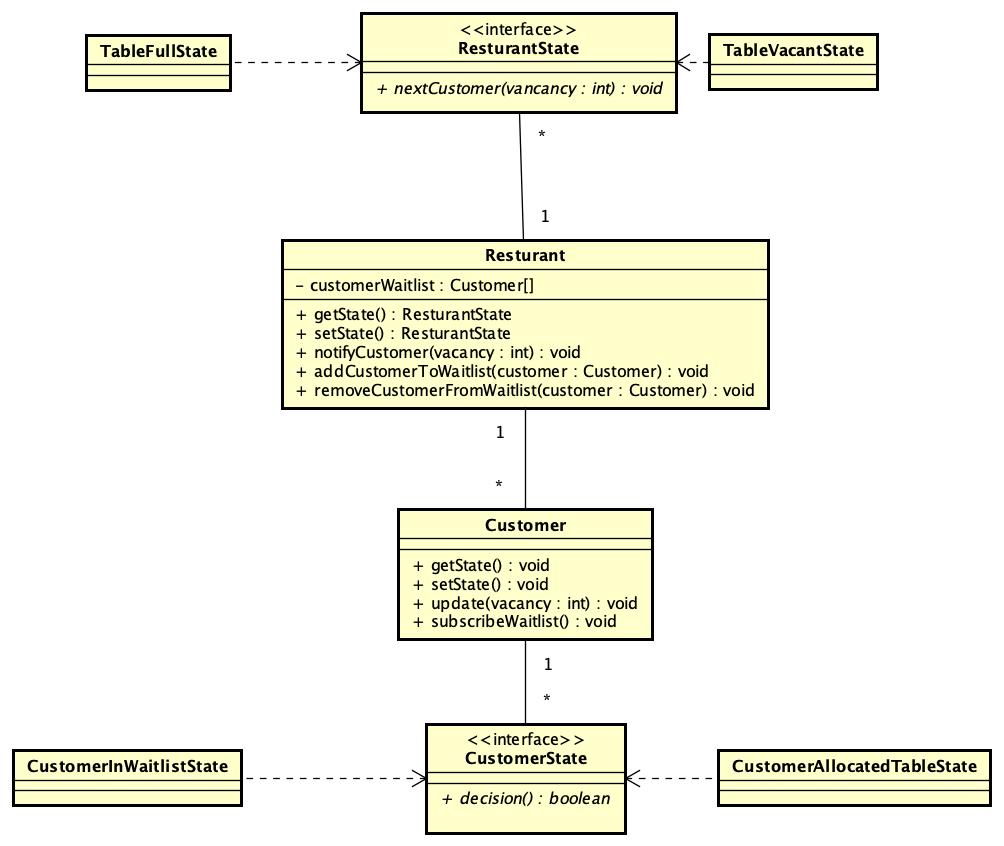 TableFullState
<<interface>>
ResturantState
+ nextCustomer(vancancy : int) : void
TableVacantState
*
1
Resturant
- customerWaitlist : Customer[]
+ getState() : ResturantState
+ setState() : ResturantState
+ notifyCustomer(vacancy : int) : void
+ addCustomerToWaitlist(customer : Customer) : void
+ removeCustomerFromWaitlist(customer : Customer) : void
1
*
Customer
+ getState() : void
+ setState() : void
+ update(vacancy : int) : void
+ subscribeWaitlist() : void
1
*
CustomerInWaitlistState
<<interface>>
CustomerState
+ decision() : boolean
CustomerAllocatedTableState